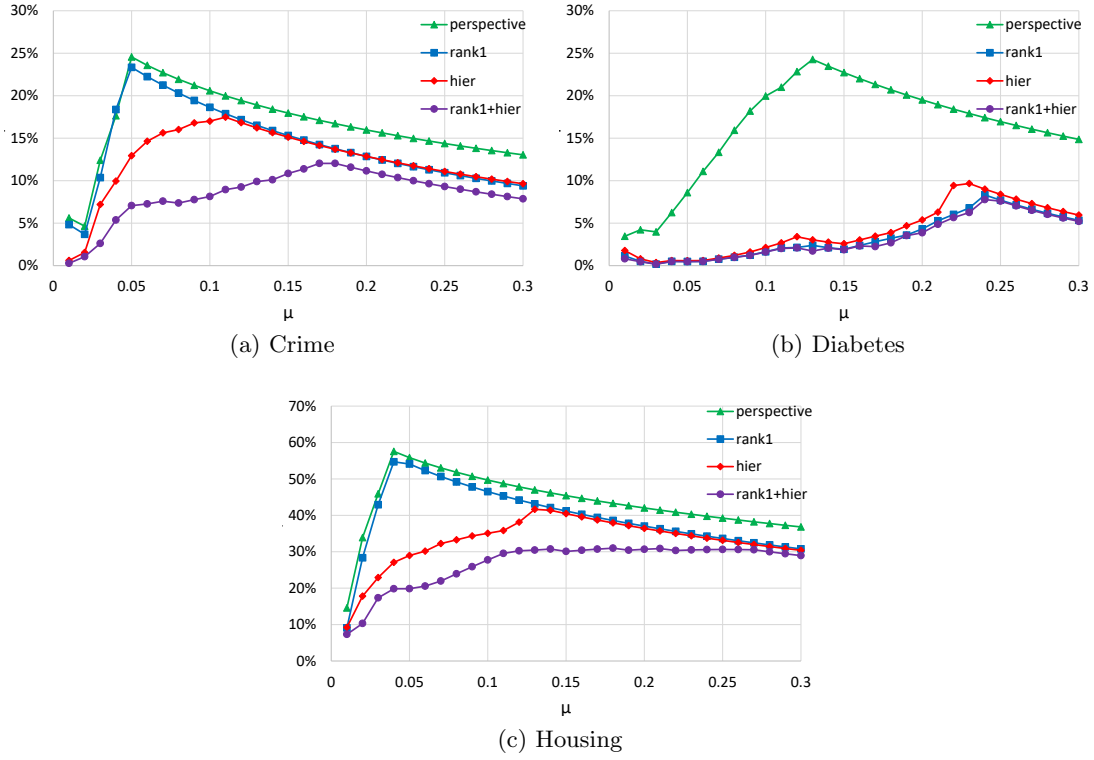 30%
25%
20%
15%
10%
5%
0%
0 0.05 0.1 0.15 0.2 0.25 0.3
μ
perspective
rank1
hier
rank1+hier
(a) Crime
30%
25%
20%
15%
10%
5%
0%
0 0.05 0.1 0.15 0.2 0.25 0.3
μ
perspective
rank1
hier
rank1+hier
(b) Diabetes
70%
60%
50%
40%
30%
20%
10%
0%
0 0.05 0.1 0.15 0.2 0.25 0.3
μ
perspective
rank1
hier
rank1+hier
(c) Housing